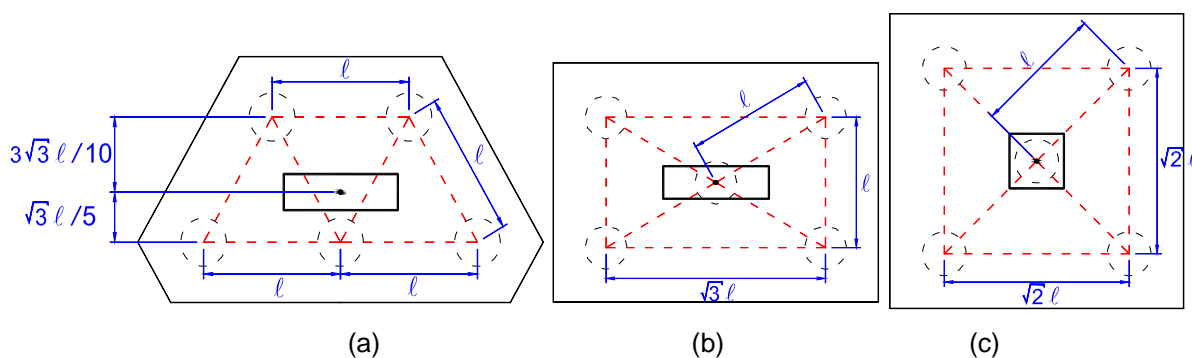 ℓ
ℓ
3√3 ℓ/10
√3 ℓ/5
ℓ
ℓ
(a)
ℓ
ℓ
√3 ℓ
(b)
ℓ
√2 ℓ
√2 ℓ
(c)